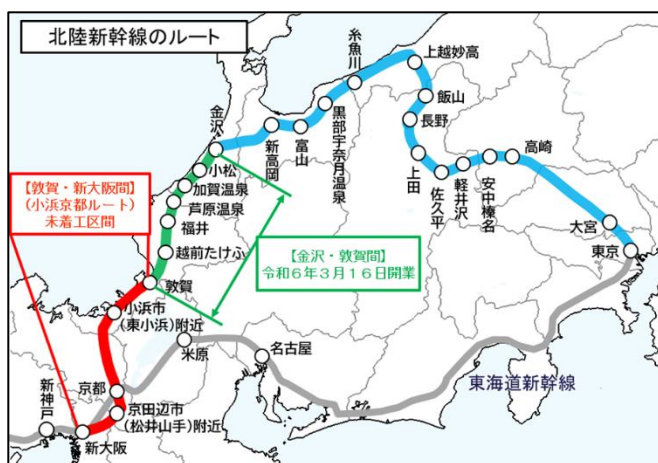 北陸新幹線のルート
糸魚川
上越妙高
飯山
長野
上田
佐久平
軽井沢
安中榛名
高崎
大宮
東京
金沢
新高岡
富山
黒部宇奈月温泉
小松
加賀温泉
芦原温泉
福井
越前たけふ
敦賀
【敦賀・新大阪間】
(小浜京都ルート)
未着工区間
【金沢・敦賀間】
令和6年3月16日開業
小浜市
(東小浜)附近
米原
名古屋
東海道新幹線
京都
京田辺市
(松井山手)附近
新神戸
新大阪